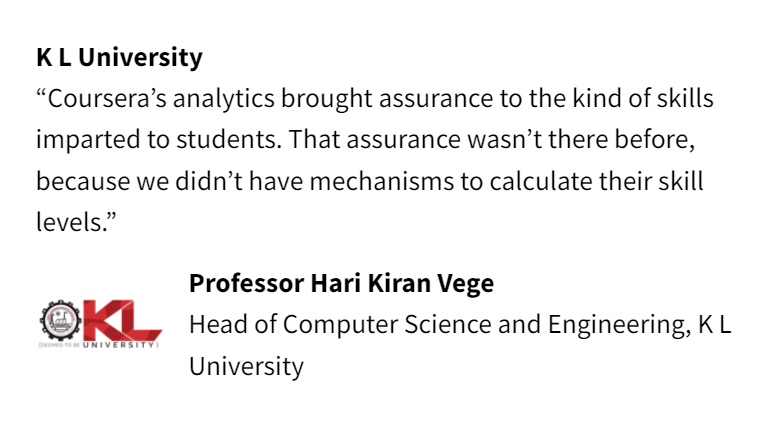 K L University
“Coursera’s analytics brought assurance to the kind of skills
imparted to students. That assurance wasn’t there before,
because we didn’t have mechanisms to calculate their skill
levels.”
Professor Hari Kiran Vege
Head of Computer Science and Engineering, K L
University
KL
(DEEMED TO BE UNIVERSITY)